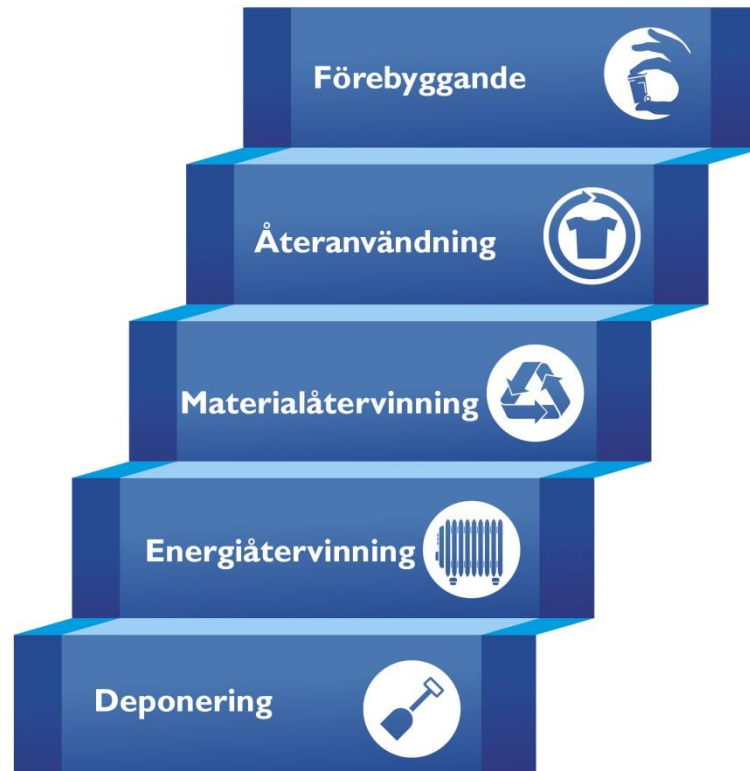 Förebyggande
Återanvändning
Materialåtervinning
Energiåtervinning
Deponering